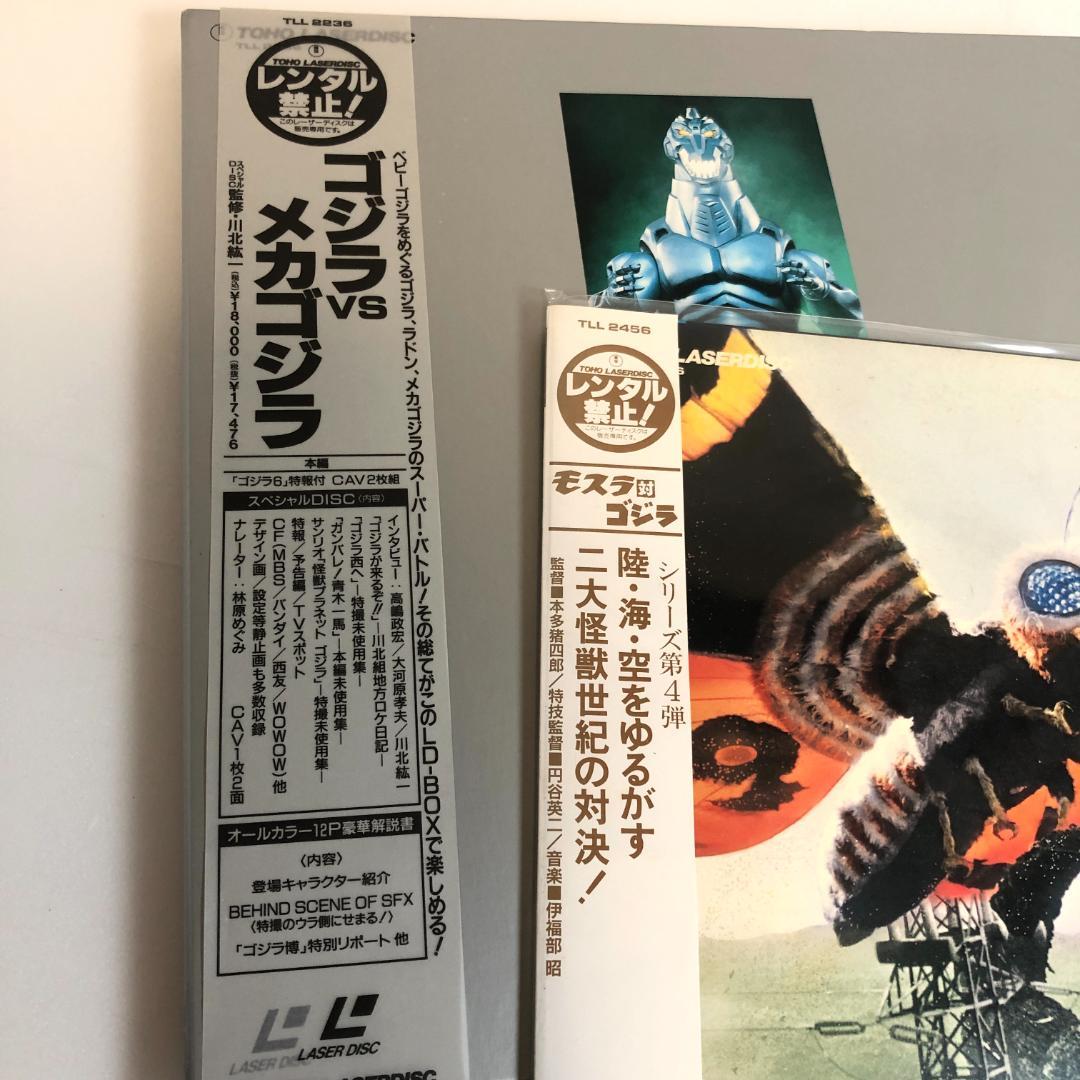 TLL 2236
TOHO LASERDISC
TOHO LASERDISC
レンタル
禁止!
このレーザーディスクは
販売専用です。
ベビーゴジラをめぐるゴジラ、ラドン、メカゴジラのスーパー・バトル!その総てがこのLD-BOXで楽しめる!
ゴジラVS
メカゴジラ
スペシャル
DISC監修・川北紘一(税込)¥18,000(税抜)¥17,476
本編
「ゴジラ6」特報付 CAV2枚組
スペシャルDISC〈内容〉
インタビュー:高嶋政宏/大河原孝夫/川北紘一
「ゴジラが来るぞ!!」―川北組地方ロケ日記―
「ゴジラ西へ」―特撮未使用集―
「ガンバレ!青木一馬」―本編未使用集―
サンリオ「怪獣プラネット ゴジラ」―特撮未使用集―
特報/予告編/TVスポット
CF(MBS/バンダイ/西友/WOWOW)他
デザイン画/設定等静止画も多数収録
ナレーター:林原めぐみ CAV1枚2面
オールカラー12P豪華解説書
〈内容〉
登場キャラクター紹介
BEHIND SCENE OF SFX
〈特撮のウラ側にせまる!〉
「ゴジラ博」特別リポート 他
LASER DISC
LASER DISC
LASERDISC
TLL 2456
LASERDISC
TOHO LASERDISC
レンタル
禁止!
このレーザーディスクは
販売専用です。
モスラ対
ゴジラ
シリーズ第4弾
陸・海・空をゆるがす
二大怪獣世紀の対決!
監督■本多猪四郎/特技監督■円谷英二/音楽■伊福部 昭